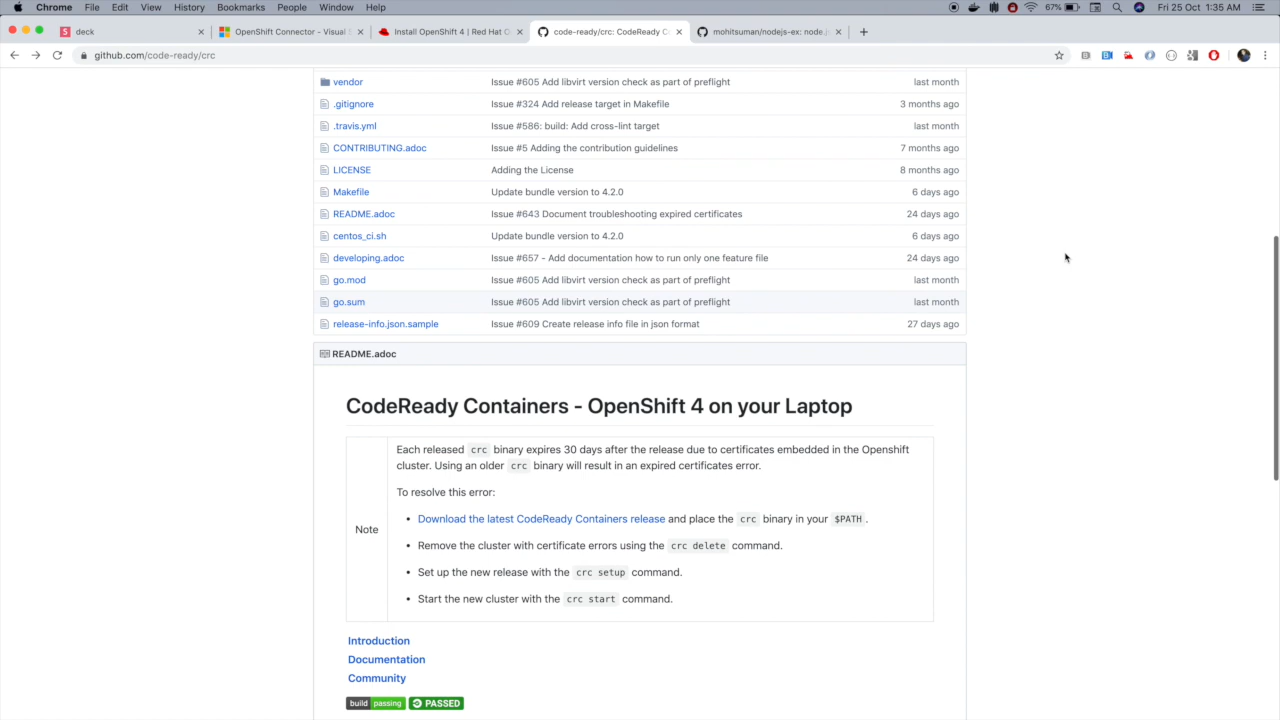 Chrome File Edit View History Bookmarks People Window Help 67% Fri 25 Oct 1:35 AM
deck OpenShift Connector - Visual S Install OpenShift 4 | Red Hat O code-ready/crc: CodeReady C mohitsuman/nodejs-ex: node.j
github.com/code-ready/crc
vendor Issue #605 Add libvirt version check as part of preflight last month
.gitignore Issue #324 Add release target in Makefile 3 months ago
.travis.yml Issue #586: build: Add cross-lint target last month
CONTRIBUTING.adoc Issue #5 Adding the contribution guidelines 7 months ago
LICENSE Adding the License 8 months ago
Makefile Update bundle version to 4.2.0 6 days ago
README.adoc Issue #643 Document troubleshooting expired certificates 24 days ago
centos_ci.sh Update bundle version to 4.2.0 6 days ago
developing.adoc Issue #657 - Add documentation how to run only one feature file 24 days ago
go.mod Issue #605 Add libvirt version check as part of preflight last month
go.sum Issue #605 Add libvirt version check as part of preflight last month
release-info.json.sample Issue #609 Create release info file in json format 27 days ago
README.adoc
CodeReady Containers - OpenShift 4 on your Laptop
Note
Each released crc binary expires 30 days after the release due to certificates embedded in the Openshift
cluster. Using an older crc binary will result in an expired certificates error.
To resolve this error:
• Download the latest CodeReady Containers release and place the crc binary in your $PATH .
• Remove the cluster with certificate errors using the crc delete command.
• Set up the new release with the crc setup command.
• Start the new cluster with the crc start command.
Introduction
Documentation
Community
build passing PASSED